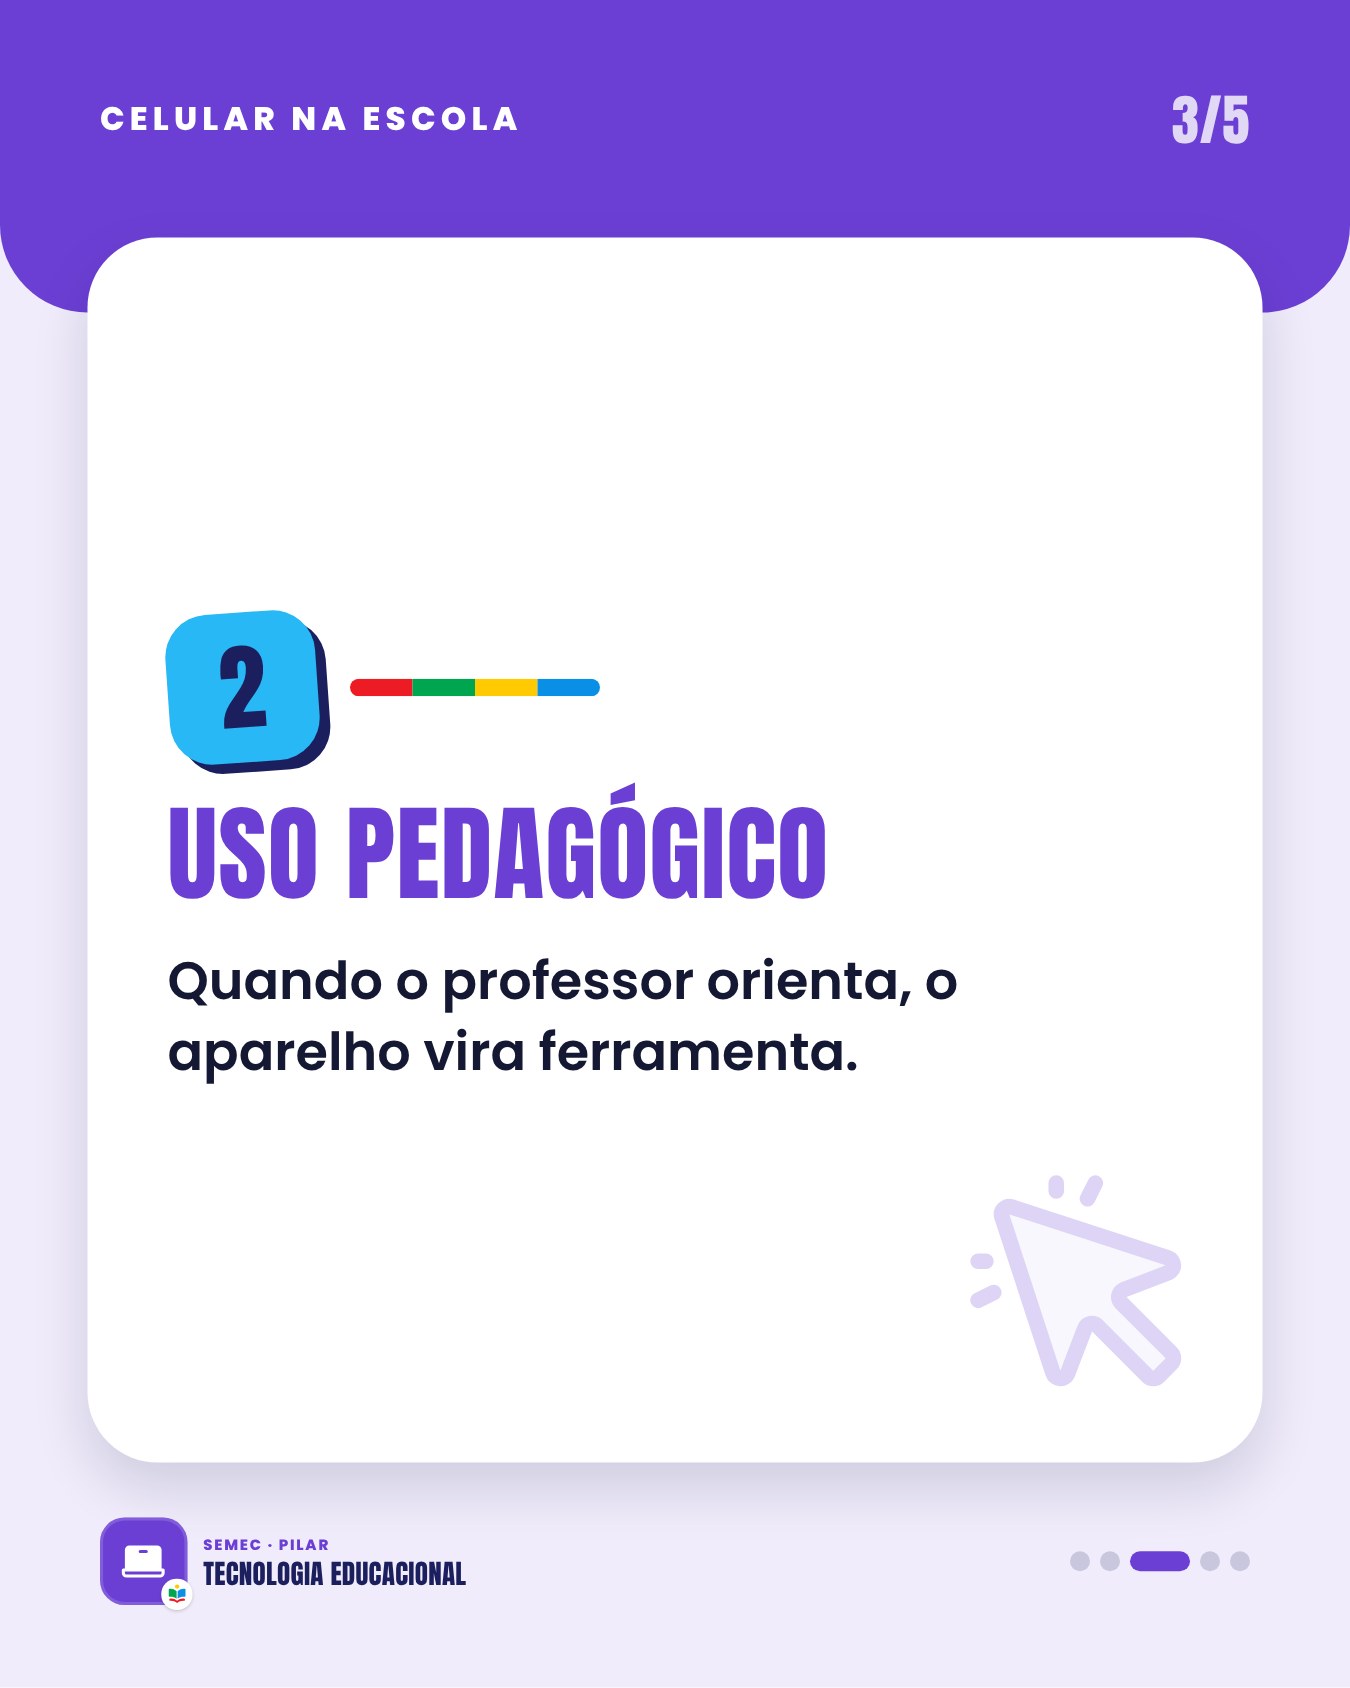 CELULAR NA ESCOLA
3/5
2
USO PEDAGÓGICO
Quando o professor orienta, o
aparelho vira ferramenta.
SEMEC · PILAR
TECNOLOGIA EDUCACIONAL